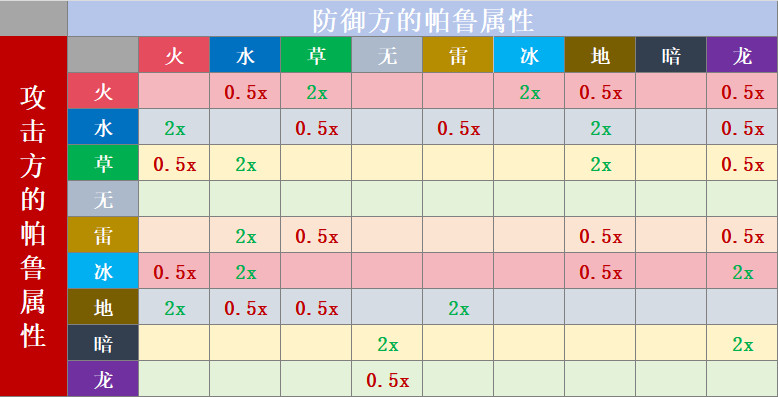 防御方的帕鲁属性
攻击方的帕鲁属性
火 水 草 无 雷 冰 地 暗 龙
火 0.5x 2x 2x 0.5x 0.5x
水 2x 0.5x 0.5x 2x 0.5x
草 0.5x 2x 2x 0.5x
无
雷 2x 0.5x 0.5x 0.5x
冰 0.5x 2x 0.5x 2x
地 2x 0.5x 0.5x 2x
暗 2x 2x
龙 0.5x